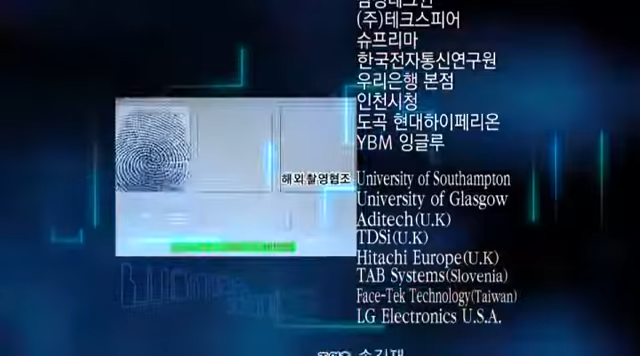 (주)테크스피어
슈프리마
한국전자통신연구원
우리은행 본점
인천시청
도곡 현대하이페리온
YBM 잉글루
해외촬영협조
University of Southampton
University of Glasgow
Aditech(U.K)
TDSi(U.K)
Hitachi Europe(U.K)
TAB Systems(Slovenia)
Face-Tek Technology(Taiwan)
LG Electronics U.S.A.